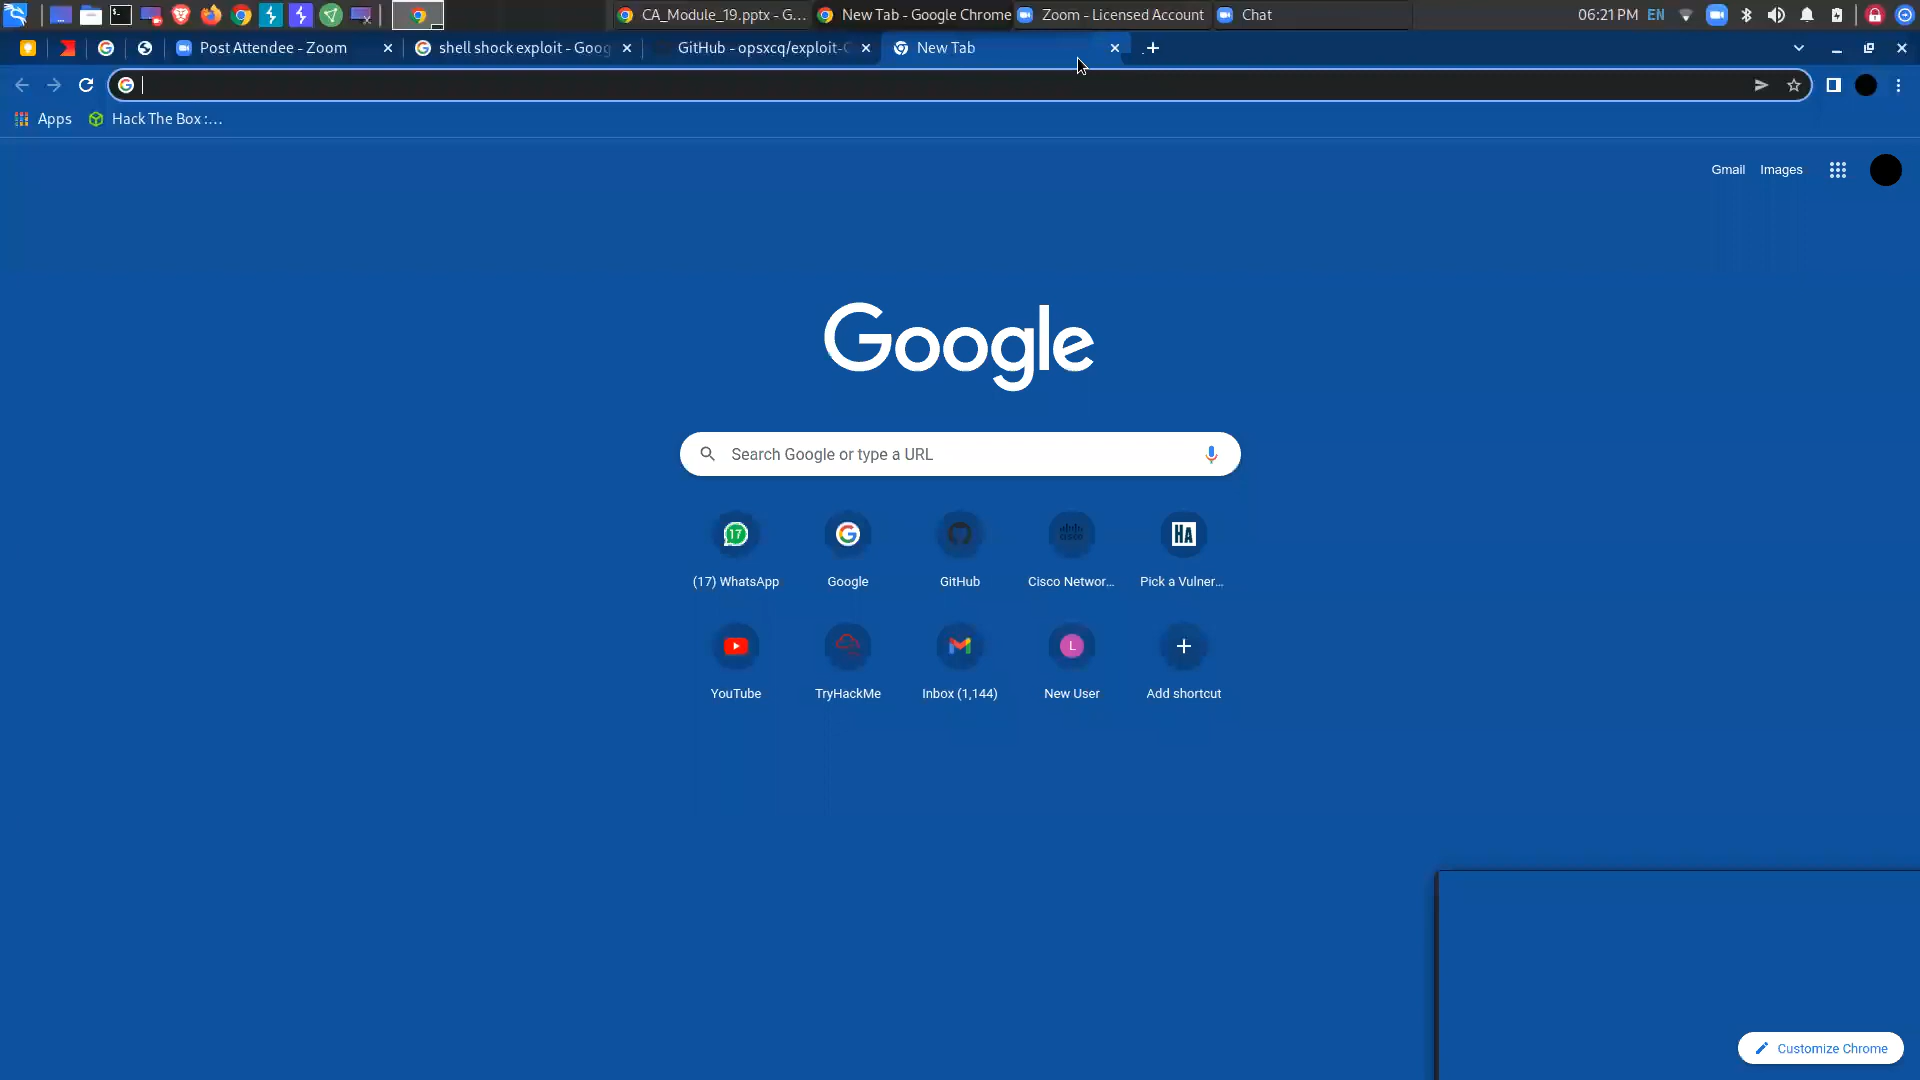 CA_Module_19.pptx - G...
New Tab - Google Chrome
Zoom - Licensed Account
Chat
06:21 PM
EN
Post Attendee - Zoom
shell shock exploit - Goog
GitHub - opsxcq/exploit-C
New Tab
Apps
Hack The Box :...
Gmail
Images
Google
Search Google or type a URL
17
HA
(17) WhatsApp
Google
GitHub
Cisco Networ...
Pick a Vulner...
L
YouTube
TryHackMe
Inbox (1,144)
New User
Add shortcut
Customize Chrome